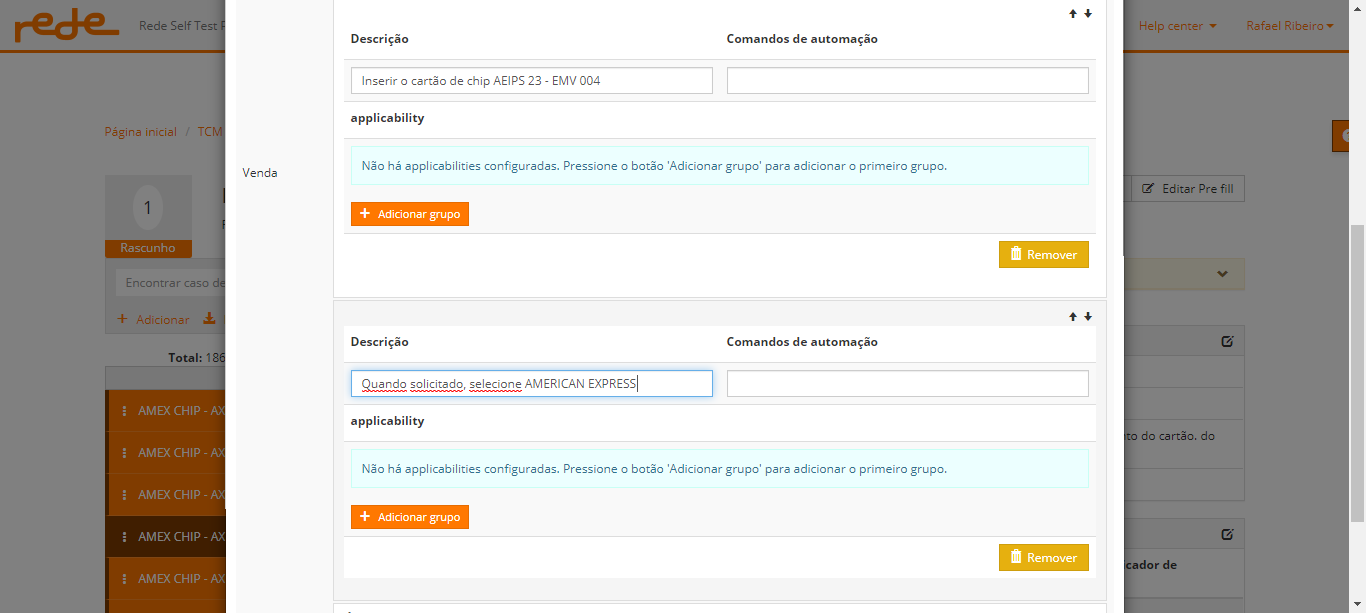 rede
Rede Self Test
Help center
Rafael Ribeiro
Página inicial / TCM
1
Rascunho
Encontrar caso de
Adicionar
Total: 186
AMEX CHIP - AX
AMEX CHIP - AX
AMEX CHIP - AX
AMEX CHIP - AX
AMEX CHIP - AX
Venda
Descrição
Comandos de automação
Inserir o cartão de chip AEIPS 23 - EMV 004
applicability
Não há applicabilities configuradas. Pressione o botão 'Adicionar grupo' para adicionar o primeiro grupo.
Adicionar grupo
Remover
Descrição
Comandos de automação
Quando solicitado, selecione AMERICAN EXPRESS
applicability
Não há applicabilities configuradas. Pressione o botão 'Adicionar grupo' para adicionar o primeiro grupo.
Adicionar grupo
Remover
Editar Pre fill
to do cartão. do
cador de